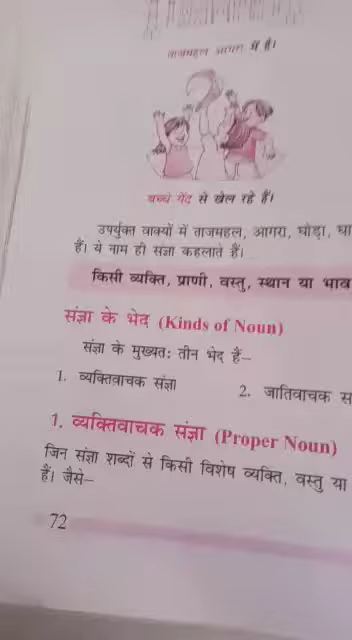 ताजमहल आगरा में है।
बच्चे गेंद से खेल रहे हैं।
उपर्युक्त वाक्यों में ताजमहल, आगरा, घोड़ा,
हैं। ये नाम ही संज्ञा कहलाते हैं।
किसी व्यक्ति, प्राणी, वस्तु, स्थान या भाव
संज्ञा के भेद (Kinds of Noun)
संज्ञा के मुख्यतः तीन भेद हैं–
1. व्यक्तिवाचक संज्ञा 2. जातिवाचक स
1. व्यक्तिवाचक संज्ञा (Proper Noun)
जिन संज्ञा शब्दों से किसी विशेष व्यक्ति, वस्तु या
हैं। जैसे–
72